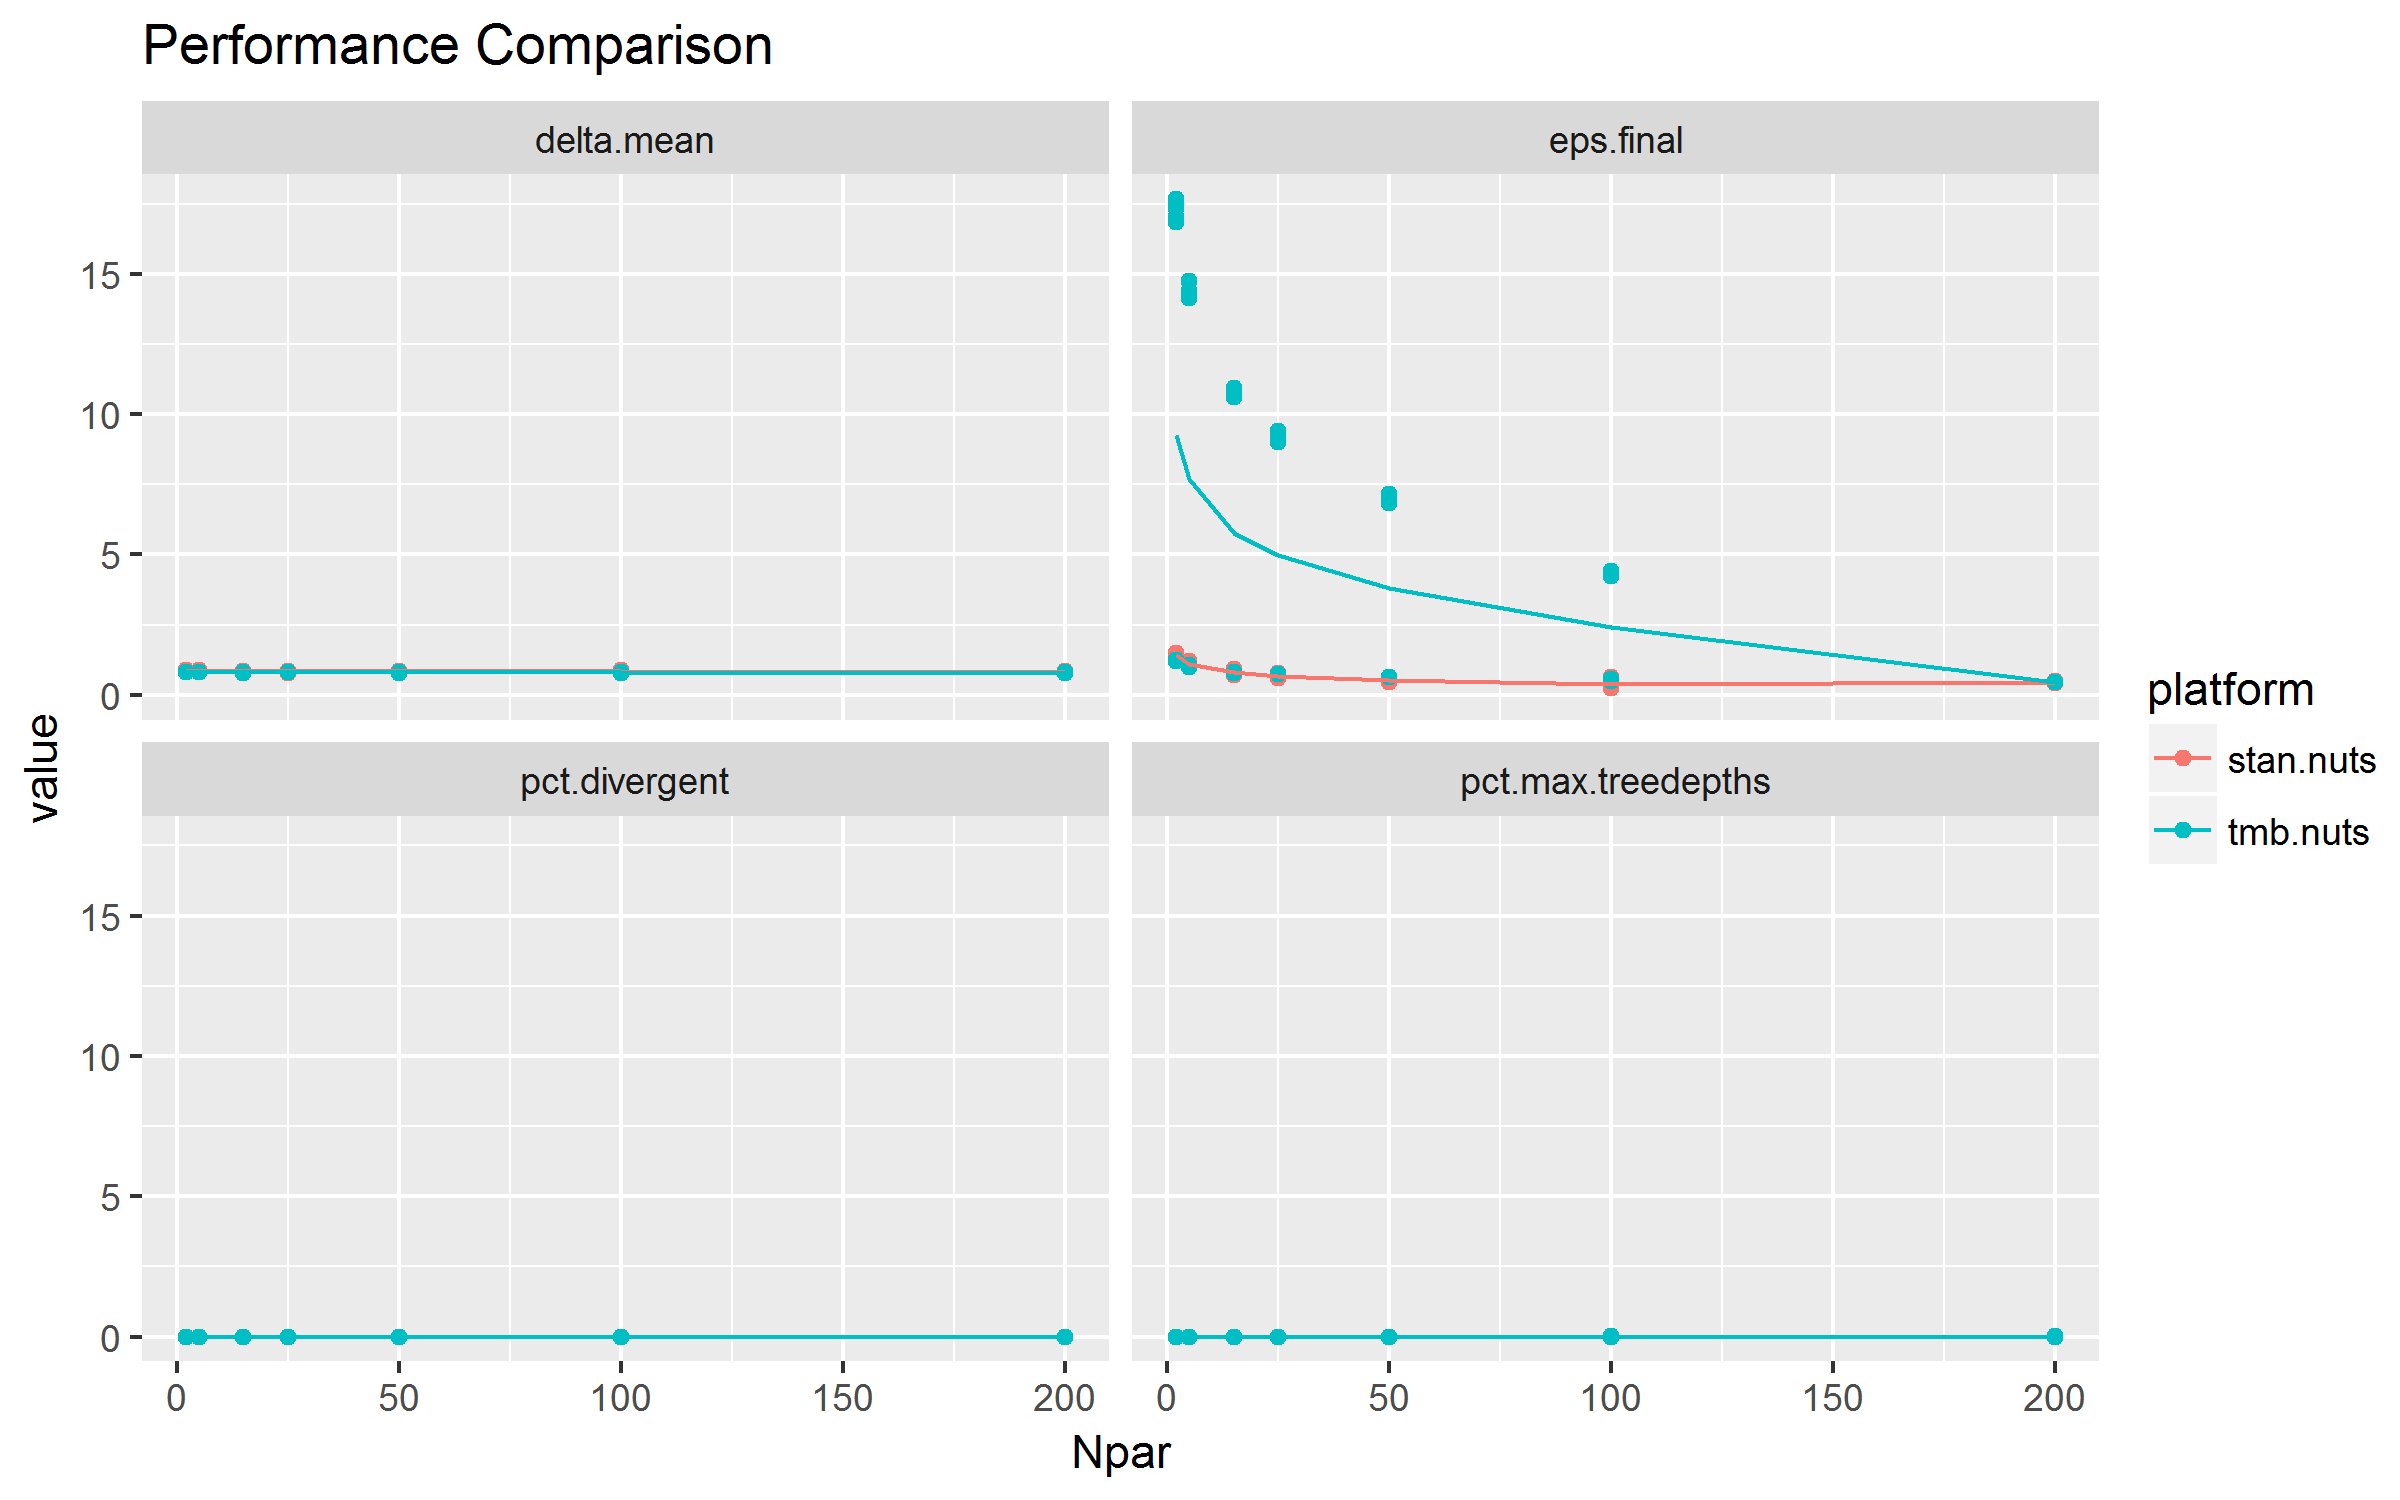 Performance Comparison
delta.mean
eps.final
15
10
5
0
pct.divergent
pct.max.treedepths
15
10
5
0
0 50 100 150 200
0 50 100 150 200
Npar
value
platform
stan.nuts
tmb.nuts